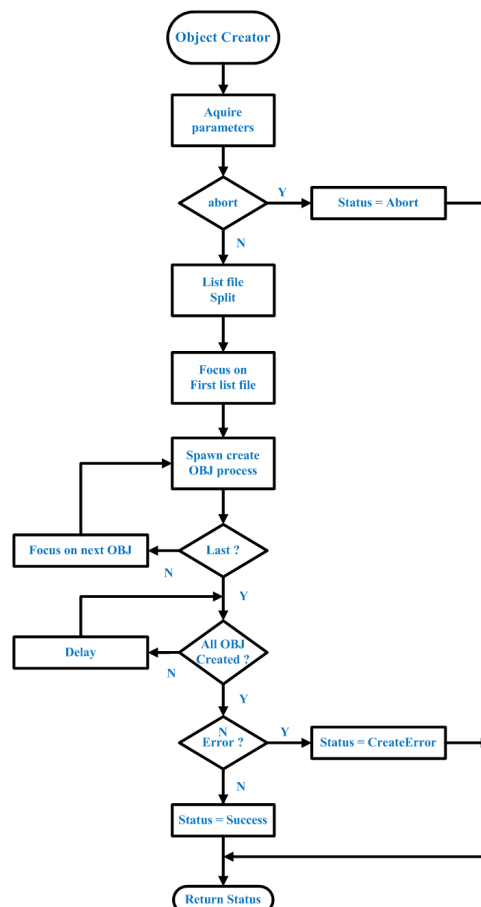 Object Creator
Aquire
parameters
abort
Y
Status = Abort
N
List file
Split
Focus on
First list file
Spawn create
OBJ process
Focus on next OBJ
Last ?
N
Y
Delay
All OBJ
Created ?
N
Y
N
Error ?
Y
Status = CreateError
N
Status = Success
Return Status